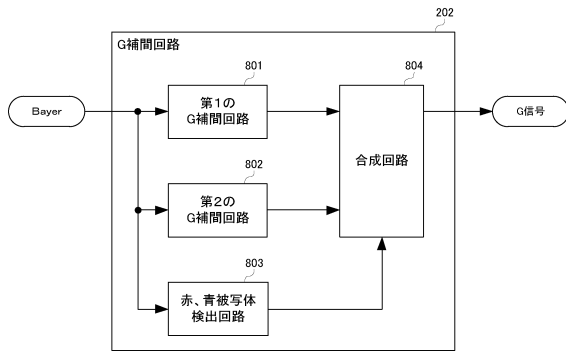 202
G補間回路
801
804
Bayer
第1の
G補間回路
合成回路
G信号
802
第2の
G補間回路
803
赤、青被写体
検出回路